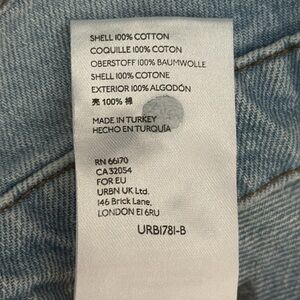 SHELL 100% COTTON
COQUILLE 100% COTON
OBERSTOFF 100% BAUMWOLLE
SHELL 100% COTONE
EXTERIOR 100% ALGODÓN
売 100% 棉
MADE IN TURKEY
HECHO EN TURQUÍA
RN 66170
CA 32054
FOR EU
URBN UK Ltd.
146 Brick Lane,
LONDON E1 6RU
URB1781-B